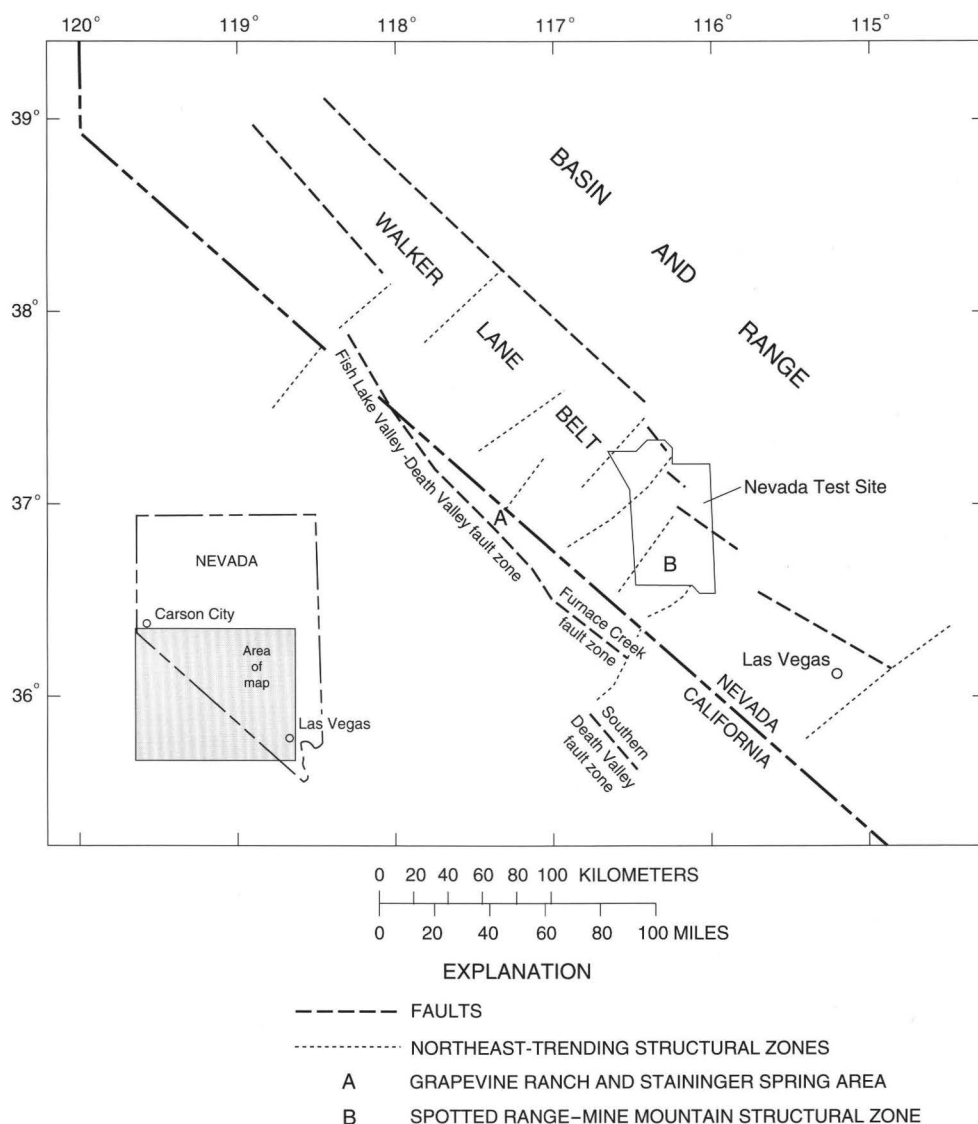 120° 119° 118° 117° 116° 115°
39°
38°
37°
36°
BASIN
AND
RANGE
WALKER
LANE
BELT
Fish Lake Valley -Death Valley fault zone
A
B
Nevada Test Site
Furnace Creek
fault zone
Southern
Death Valley
fault zone
Las Vegas
NEVADA
CALIFORNIA
NEVADA
Carson City
Area
of
map
Las Vegas
0 20 40 60 80 100 KILOMETERS
0 20 40 60 80 100 MILES
EXPLANATION
FAULTS
NORTHEAST-TRENDING STRUCTURAL ZONES
A GRAPEVINE RANCH AND STAININGER SPRING AREA
B SPOTTED RANGE–MINE MOUNTAIN STRUCTURAL ZONE